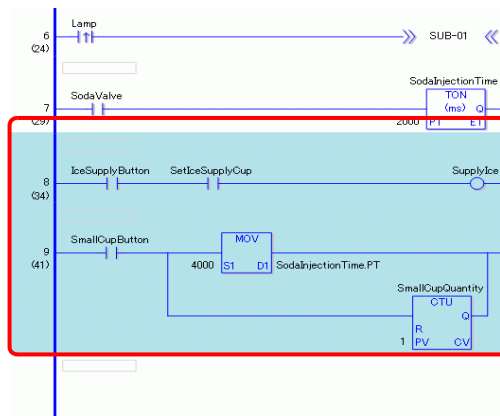 Lamp
6
(24)
↑
SUB-01
SodaInjectionTime
SodaValve
TON
7
(ms) Q
(29)
2000 PT ET
IceSupplyButton SetIceSupplyCup SupplyIce
8
(34)
SmallCupButton
MOV
9
(41)
4000 S1 D1 SodaInjectionTime.PT
SmallCupQuantity
CTU
Q
R
1 PV CV